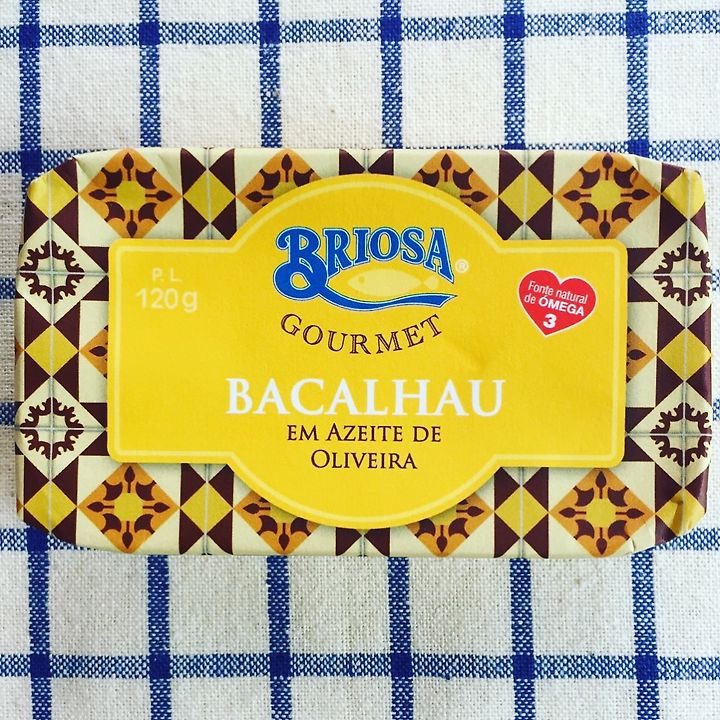 BRIOSA®
GOURMET
P. L.
120g
Fonte natural
de ÓMEGA
3
BACALHAU
EM AZEITE DE
OLIVEIRA